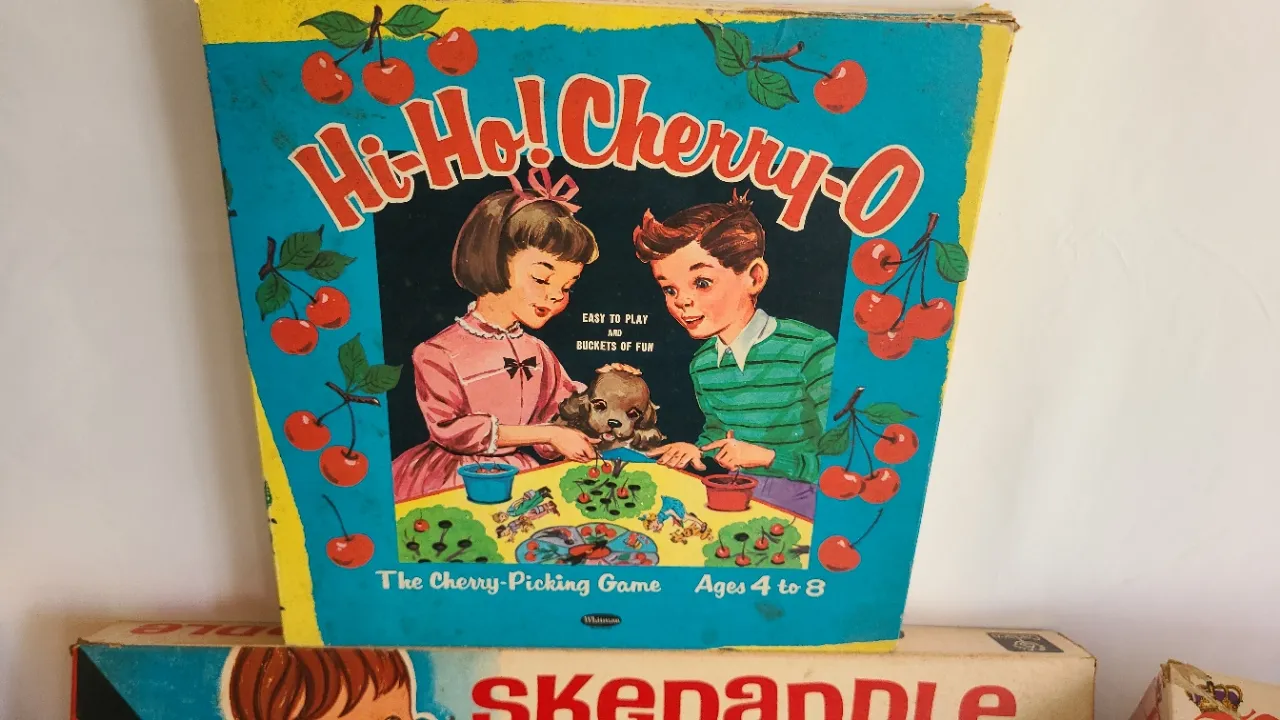 Hi-Ho! Cherry-O
EASY TO PLAY
AND
BUCKETS OF FUN
The Cherry-Picking Game Ages 4 to 8
Whitman
SKEDADDLE